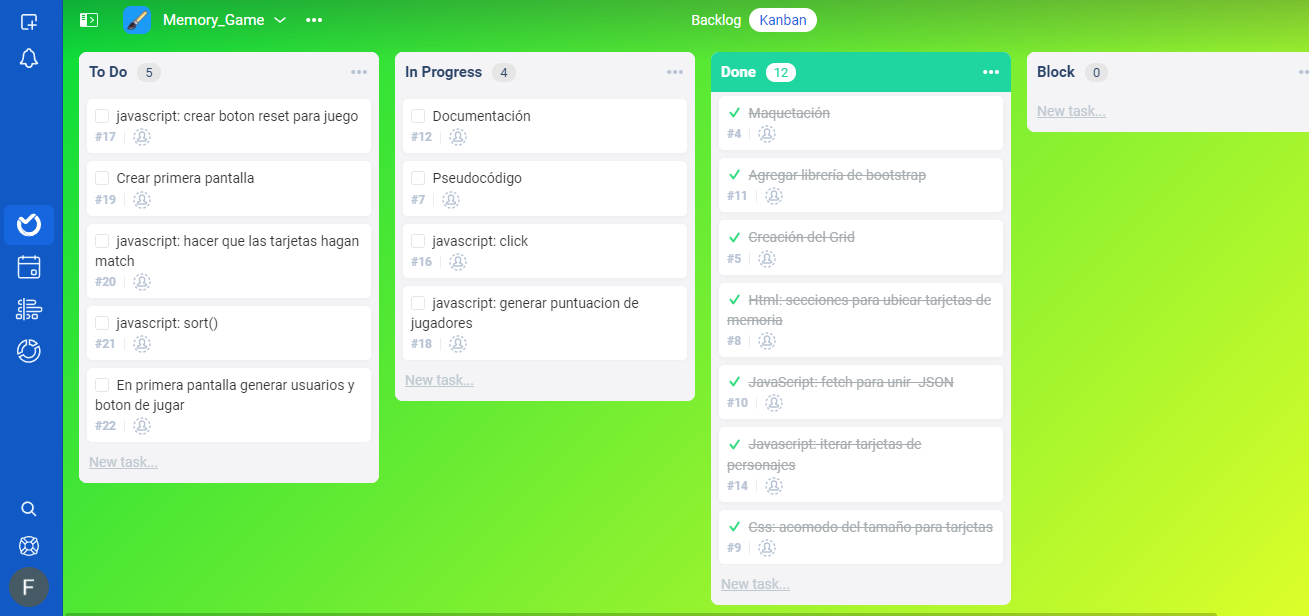 Memory_Game
Backlog Kanban
To Do 5
javascript: crear boton reset para juego
#17
Crear primera pantalla
#19
javascript: hacer que las tarjetas hagan
match
#20
javascript: sort()
#21
En primera pantalla generar usuarios y
boton de jugar
#22
New task...
In Progress 4
Documentación
#12
Pseudocódigo
#7
javascript: click
#16
javascript: generar puntuacion de
jugadores
#18
New task...
Done 12
Maquetación
#4
Agregar librería de bootstrap
#11
Creación del Grid
#5
Html: secciones para ubicar tarjetas de
memoria
#8
JavaScript: fetch para unir JSON
#10
Javascript: iterar tarjetas de
personajes
#14
Css: acomodo del tamaño para tarjetas
#9
New task...
Block 0
New task...
F